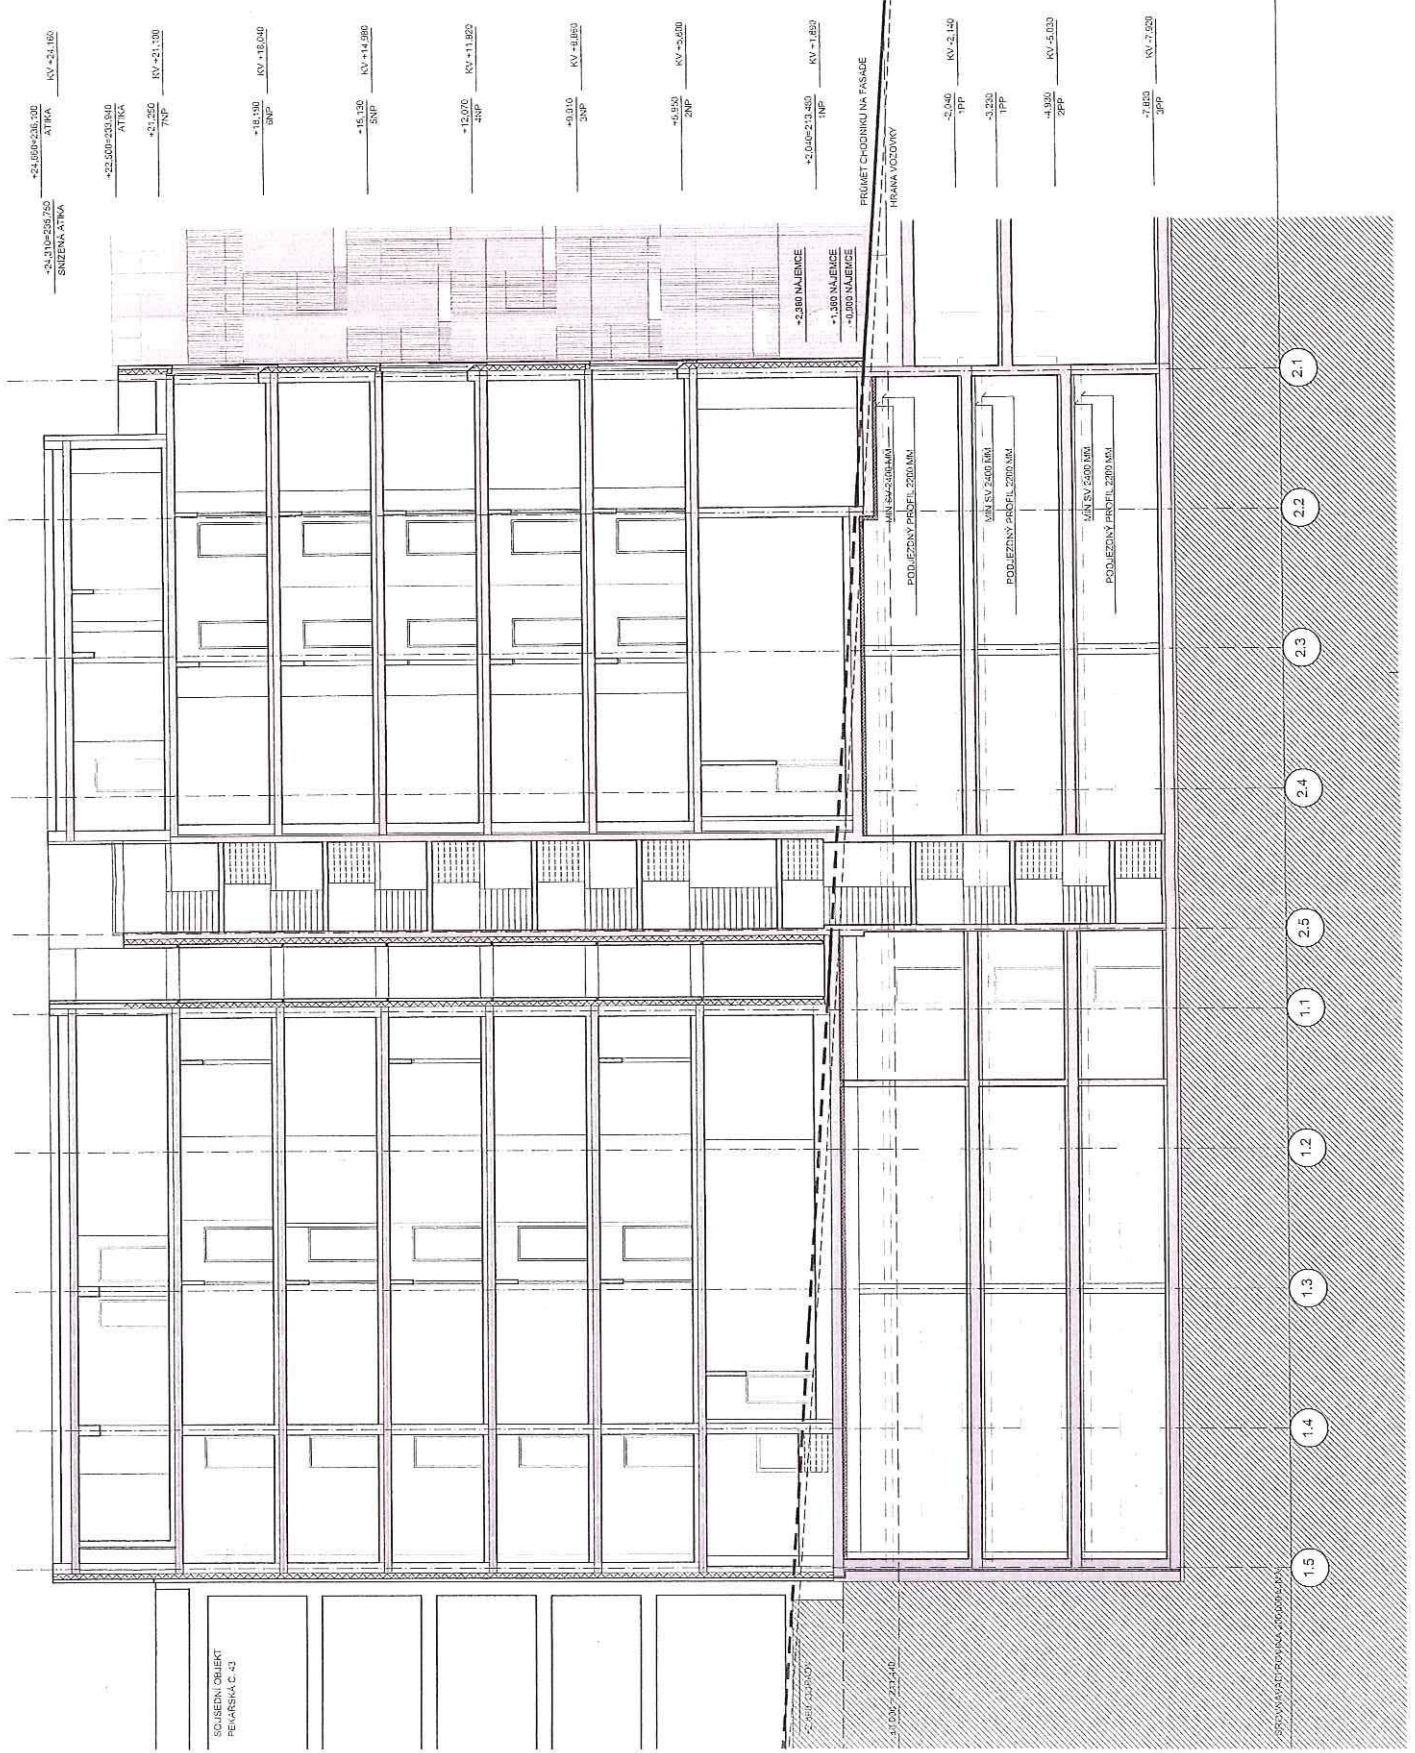 +24,310=235,750
SNÍŽENÁ ATIKA
+24,660=236,100
ATIKA
KV +24,160
+22,500=233,940
ATIKA
+21,250
7NP
KV +21,100
+18,190
6NP
KV +18,040
+15,130
5NP
KV +14,980
+12,070
4NP
KV +11,920
+9,010
3NP
KV +8,860
+5,950
2NP
KV +5,800
+2,040=213,480
1NP
KV +1,890
PRŮMĚT CHODNÍKU NA FASÁDĚ
HRANA VOZOVKY
-2,040
1PP
KV -2,140
-3,230
1PP
-4,930
2PP
KV -5,030
-7,820
3PP
KV -7,920
+2,380 NÁJEMCE
+1,360 NÁJEMCE
+0,000 NÁJEMCE
MIN SV 2400 MM
PODJEZDNÝ PROFIL 2200 MM
MIN SV 2400 MM
PODJEZDNÝ PROFIL 2200 MM
MIN SV 2400 MM
PODJEZDNÝ PROFIL 2200 MM
SOUSEDNÍ OBJEKT
PEKAŘSKÁ Č. 43
SROVNÁVACÍ ROVINA
1.5
1.4
1.3
1.2
1.1
2.5
2.4
2.3
2.2
2.1